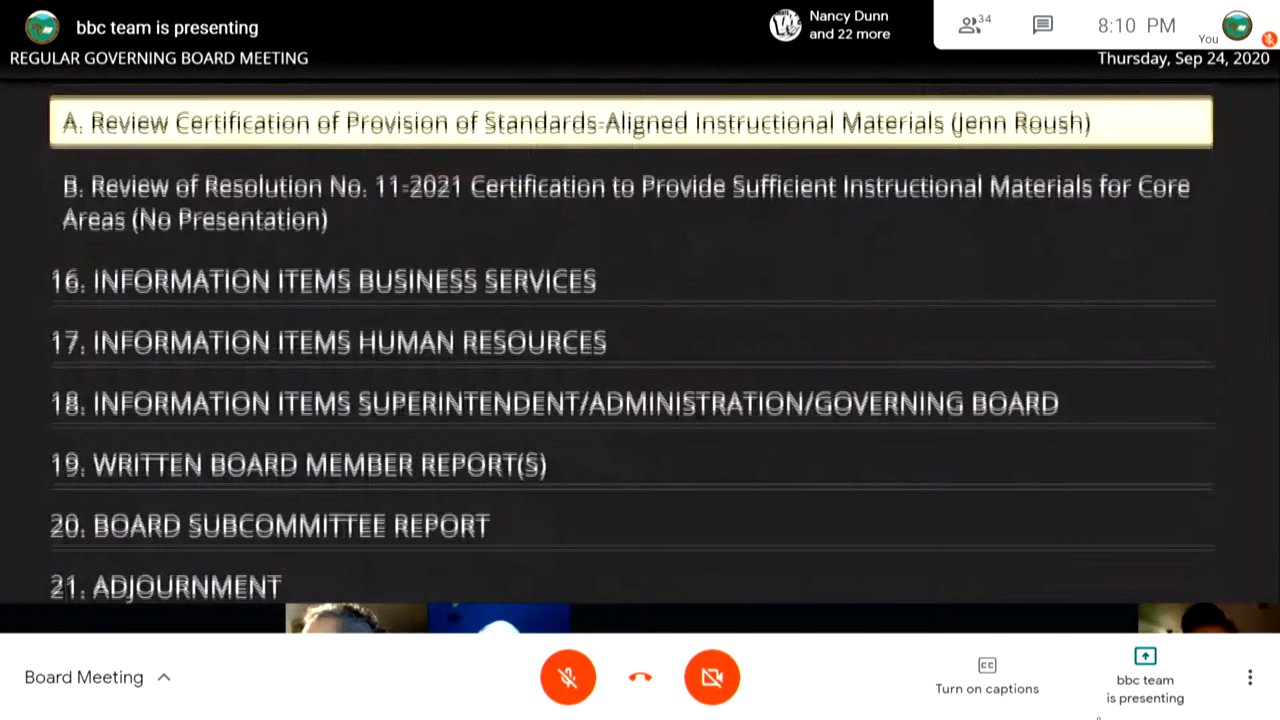 bbc team is presenting
Nancy Dunn
and 22 more
34
8:10 PM
You
REGULAR GOVERNING BOARD MEETING
Thursday, Sep 24, 2020
A. Review Certification of Provision of Standards-Aligned Instructional Materials (Jenn Roush)
B. Review of Resolution No. 11-2021 Certification to Provide Sufficient Instructional Materials for Core
Areas (No Presentation)
16. INFORMATION ITEMS BUSINESS SERVICES
17. INFORMATION ITEMS HUMAN RESOURCES
18. INFORMATION ITEMS SUPERINTENDENT/ADMINISTRATION/GOVERNING BOARD
19. WRITTEN BOARD MEMBER REPORT(S)
20. BOARD SUBCOMMITTEE REPORT
21. ADJOURNMENT
Board Meeting
CC
Turn on captions
bbc team
is presenting